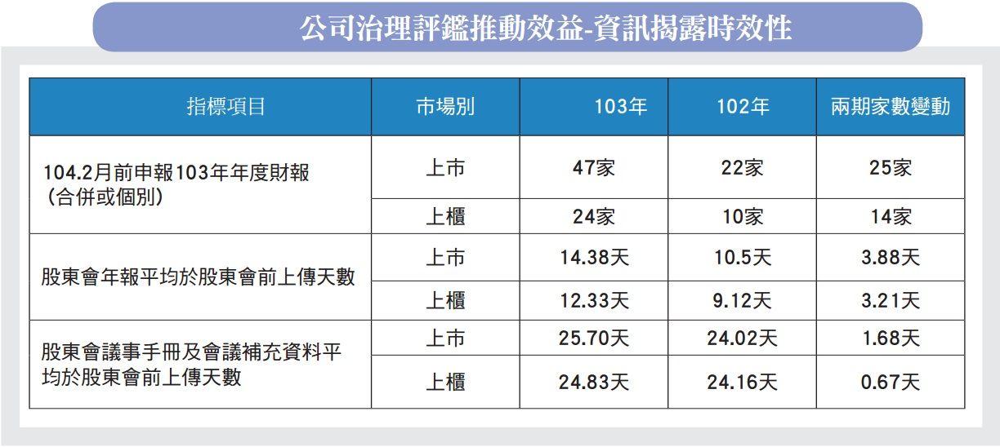 公司治理評鑑推動效益-資訊揭露時效性
指標項目 市場別 103年 102年 兩期家數變動
104.2月前申報103年年度財報
(合併或個別)
上市 47家 22家 25家
上櫃 24家 10家 14家
股東會年報平均於股東會前上傳天數
上市 14.38天 10.5天 3.88天
上櫃 12.33天 9.12天 3.21天
股東會議事手冊及會議補充資料平
均於股東會前上傳天數
上市 25.70天 24.02天 1.68天
上櫃 24.83天 24.16天 0.67天